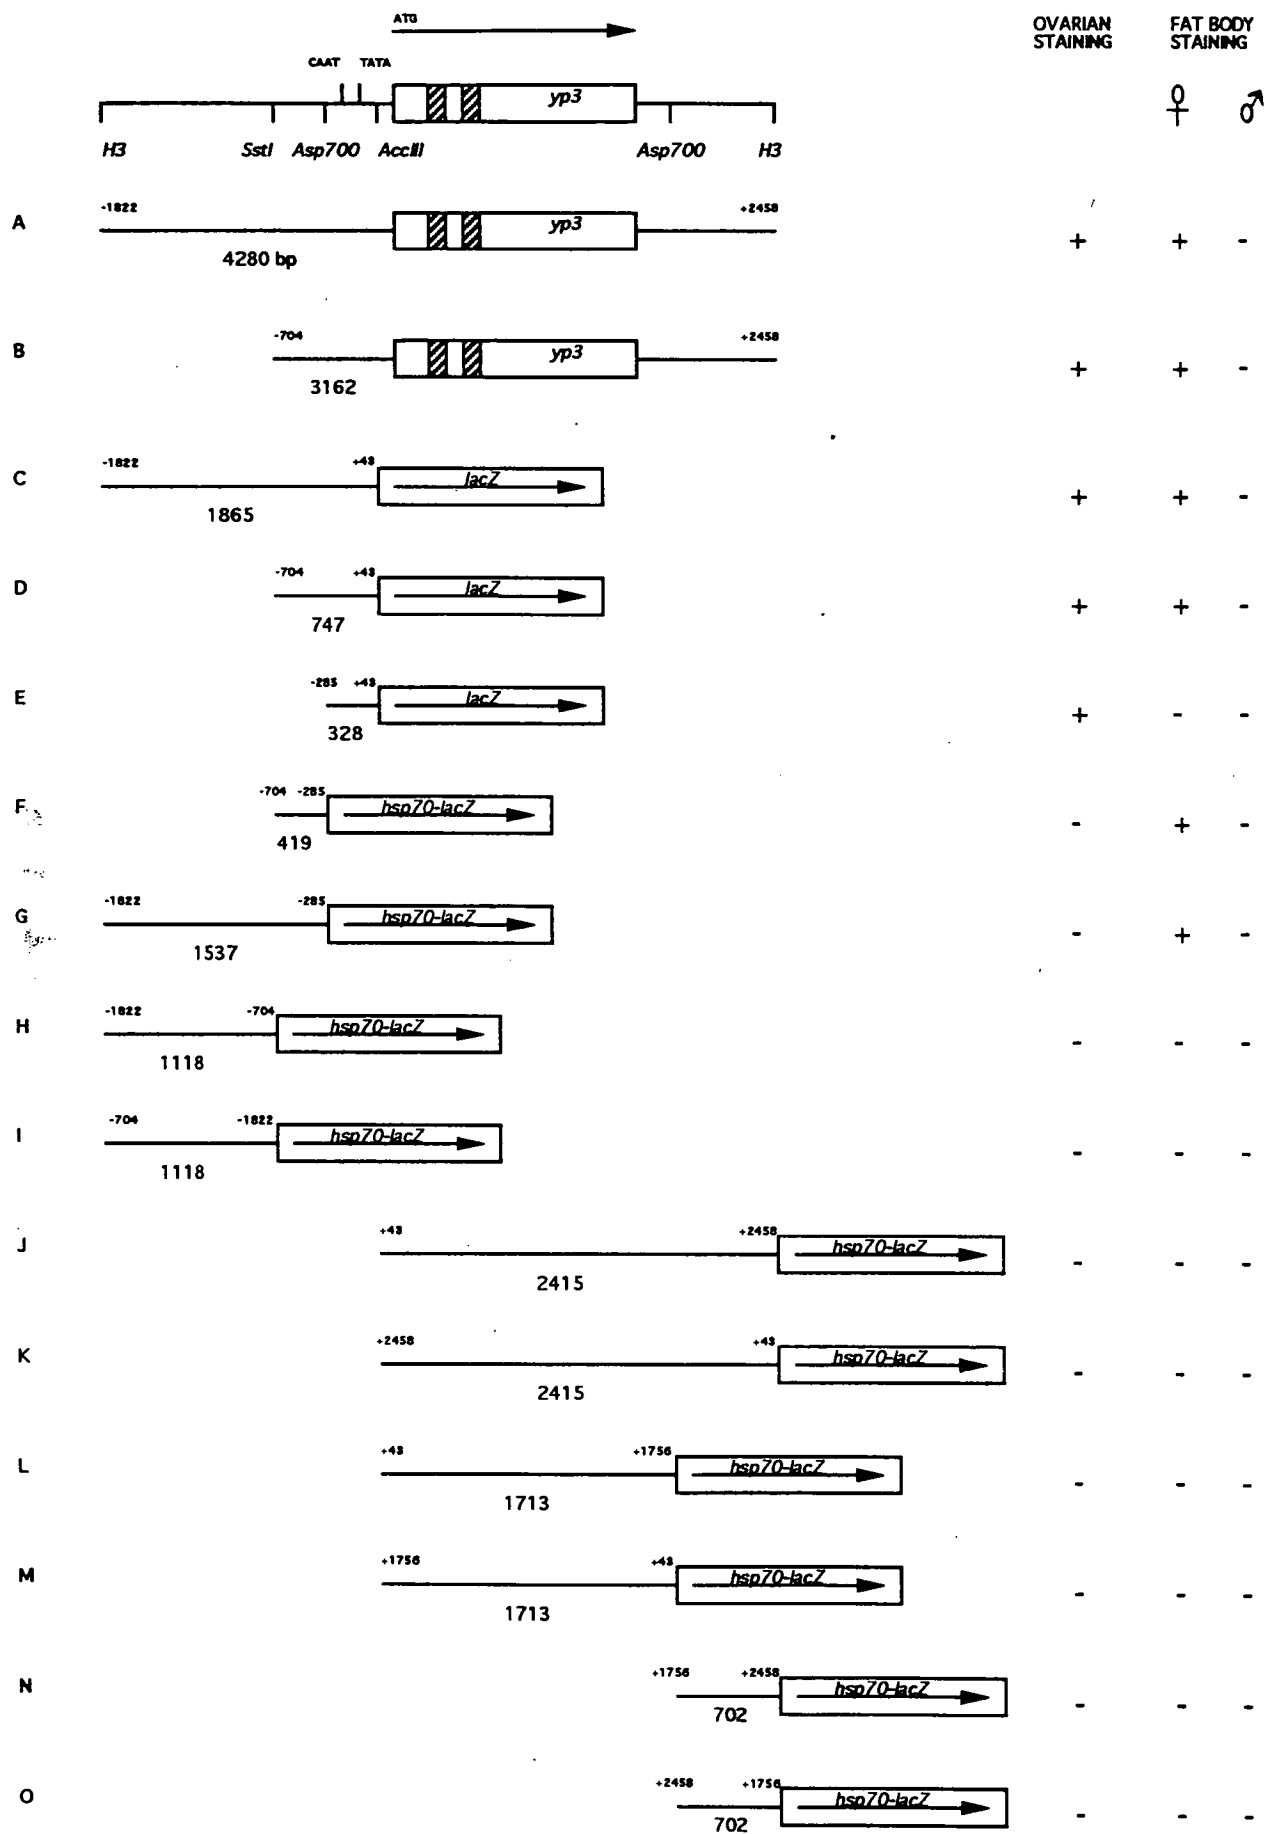 ATG
OVARIAN STAINING
FAT BODY STAINING
CAAT TATA
yp3
♀ ♂
H3 SstI Asp700 AccIII Asp700 H3
A
-1822 +2458
yp3
4280 bp
+ + -
B
-704 +2458
yp3
3162
+ + -
C
-1822 +43
lacZ
1865
+ + -
D
-704 +43
lacZ
747
+ + -
E
-285 +43
lacZ
328
+ - -
F
-704 -285
hsp70-lacZ
419
- + -
G
-1822 -285
hsp70-lacZ
1537
- + -
H
-1822 -704
hsp70-lacZ
1118
- - -
I
-704 -1822
hsp70-lacZ
1118
- - -
J
+43 +2458
hsp70-lacZ
2415
- - -
K
+2458 +43
hsp70-lacZ
2415
- - -
L
+43 +1756
hsp70-lacZ
1713
- - -
M
+1756 +43
hsp70-lacZ
1713
- - -
N
+1756 +2458
hsp70-lacZ
702
- - -
O
+2458 +1756
hsp70-lacZ
702
- - -